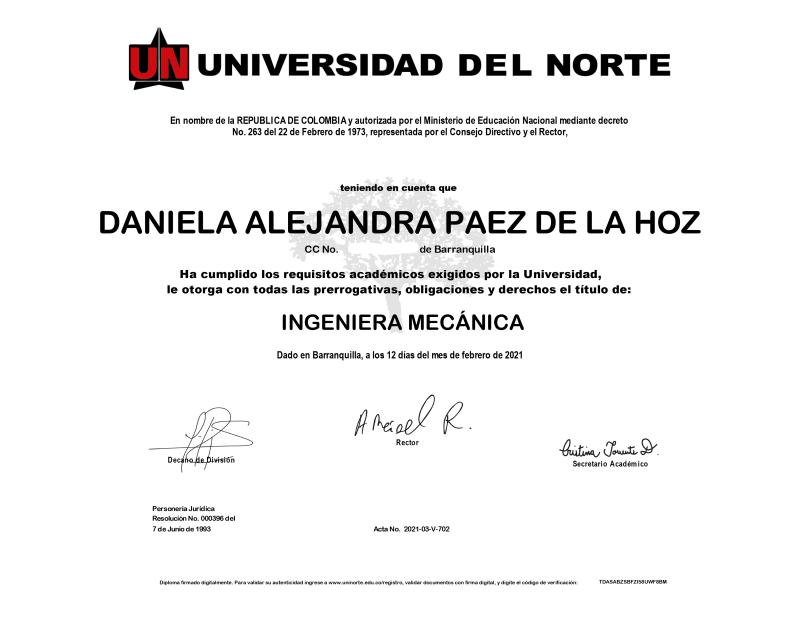 UN UNIVERSIDAD DEL NORTE
En nombre de la REPUBLICA DE COLOMBIA y autorizada por el Ministerio de Educación Nacional mediante decreto
No. 263 del 22 de Febrero de 1973, representada por el Consejo Directivo y el Rector,
teniendo en cuenta que
DANIELA ALEJANDRA PAEZ DE LA HOZ
CC No. de Barranquilla
Ha cumplido los requisitos académicos exigidos por la Universidad,
le otorga con todas las prerrogativas, obligaciones y derechos el título de:
INGENIERA MECÁNICA
Dado en Barranquilla, a los 12 días del mes de febrero de 2021
Decano de División
Rector
Cristina
Secretario Académico
Personería Jurídica
Resolución No. 000396 del
7 de Junio de 1993
Acta No. 2021-03-V-702
Diploma firmado digitalmente. Para validar su autenticidad ingrese a www.uninorte.edu.co/registro, validar documentos con firma digital, y digite el código de verificación: